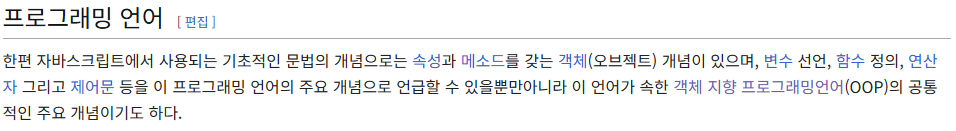 프로그래밍 언어 [ 편집 ]
한편 자바스크립트에서 사용되는 기초적인 문법의 개념으로는 속성과 메소드를 갖는 객체(오브젝트) 개념이 있으며, 변수 선언, 함수 정의, 연산
자 그리고 제어문 등을 이 프로그래밍 언어의 주요 개념으로 언급할 수 있을뿐만아니라 이 언어가 속한 객체 지향 프로그래밍언어(OOP)의 공통
적인 주요 개념이기도 하다.